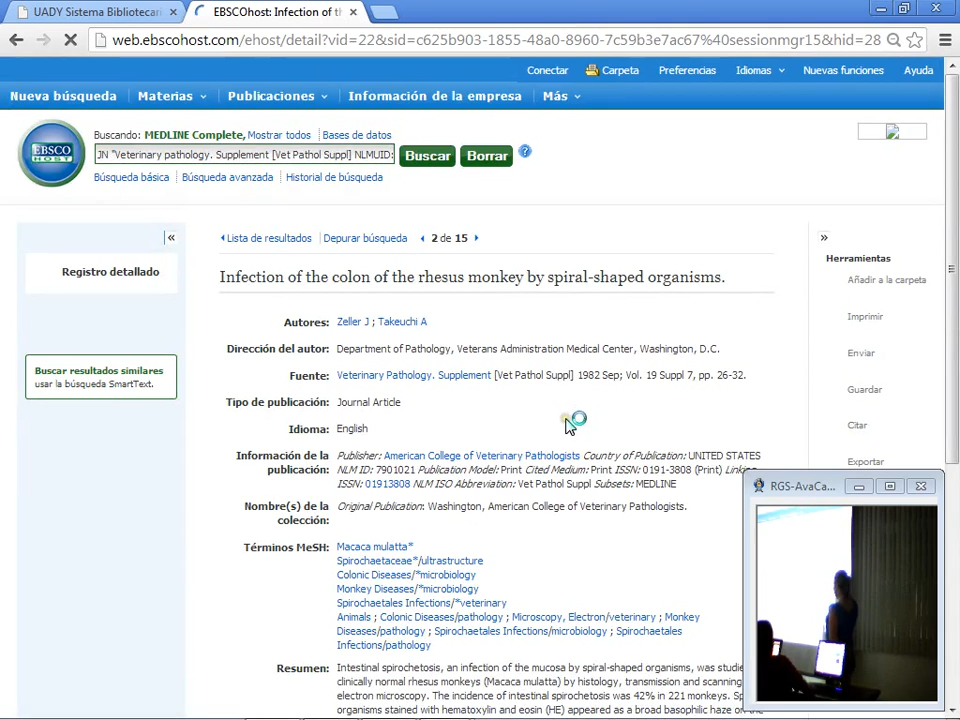 UADY Sistema Bibliotecari
EBSCOhost: Infection of th
web.ebscohost.com/ehost/detail?vid=22&sid=c625b903-1855-48a0-8960-7c59b3e7ac67%40sessionmgr15&hid=28
Conectar Carpeta Preferencias Idiomas Nuevas funciones Ayuda
Nueva búsqueda Materias Publicaciones Información de la empresa Más
Buscando: MEDLINE Complete, Mostrar todos Bases de datos
EBSCO HOST
JN "Veterinary pathology. Supplement [Vet Pathol Suppl] NLMUID: Buscar Borrar ?
Búsqueda básica Búsqueda avanzada Historial de búsqueda
« Lista de resultados Depurar búsqueda 2 de 15 »
Registro detallado
Buscar resultados similares
usar la búsqueda SmartText.
Infection of the colon of the rhesus monkey by spiral-shaped organisms.
Autores: Zeller J ; Takeuchi A
Dirección del autor: Department of Pathology, Veterans Administration Medical Center, Washington, D.C.
Fuente: Veterinary Pathology. Supplement [Vet Pathol Suppl] 1982 Sep; Vol. 19 Suppl 7, pp. 26-32.
Tipo de publicación: Journal Article
Idioma: English
Información de la Publisher: American College of Veterinary Pathologists Country of Publication: UNITED STATES
publicación: NLM ID: 7901021 Publication Model: Print Cited Medium: Print ISSN: 0191-3808 (Print) Linking
ISSN: 01913808 NLM ISO Abbreviation: Vet Pathol Suppl Subsets: MEDLINE
Nombre(s) de la Original Publication: Washington, American College of Veterinary Pathologists.
colección:
Términos MeSH: Macaca mulatta*
Spirochaetaceae*/ultrastructure
Colonic Diseases/*microbiology
Monkey Diseases/*microbiology
Spirochaetales Infections/*veterinary
Animals ; Colonic Diseases/pathology ; Microscopy, Electron/veterinary ; Monkey
Diseases/pathology ; Spirochaetales Infections/microbiology ; Spirochaetales
Infections/pathology
Resumen: Intestinal spirochetosis, an infection of the mucosa by spiral-shaped organisms, was studie
clinically normal rhesus monkeys (Macaca mulatta) by histology, transmission and scanning
electron microscopy. The incidence of intestinal spirochetosis was 42% in 221 monkeys. Sp
organisms stained with hematoxylin and eosin (HE) appeared as a broad basophilic haze on
Herramientas
Añadir a la carpeta
Imprimir
Enviar
Guardar
Citar
Exportar
RGS-AvaCa...